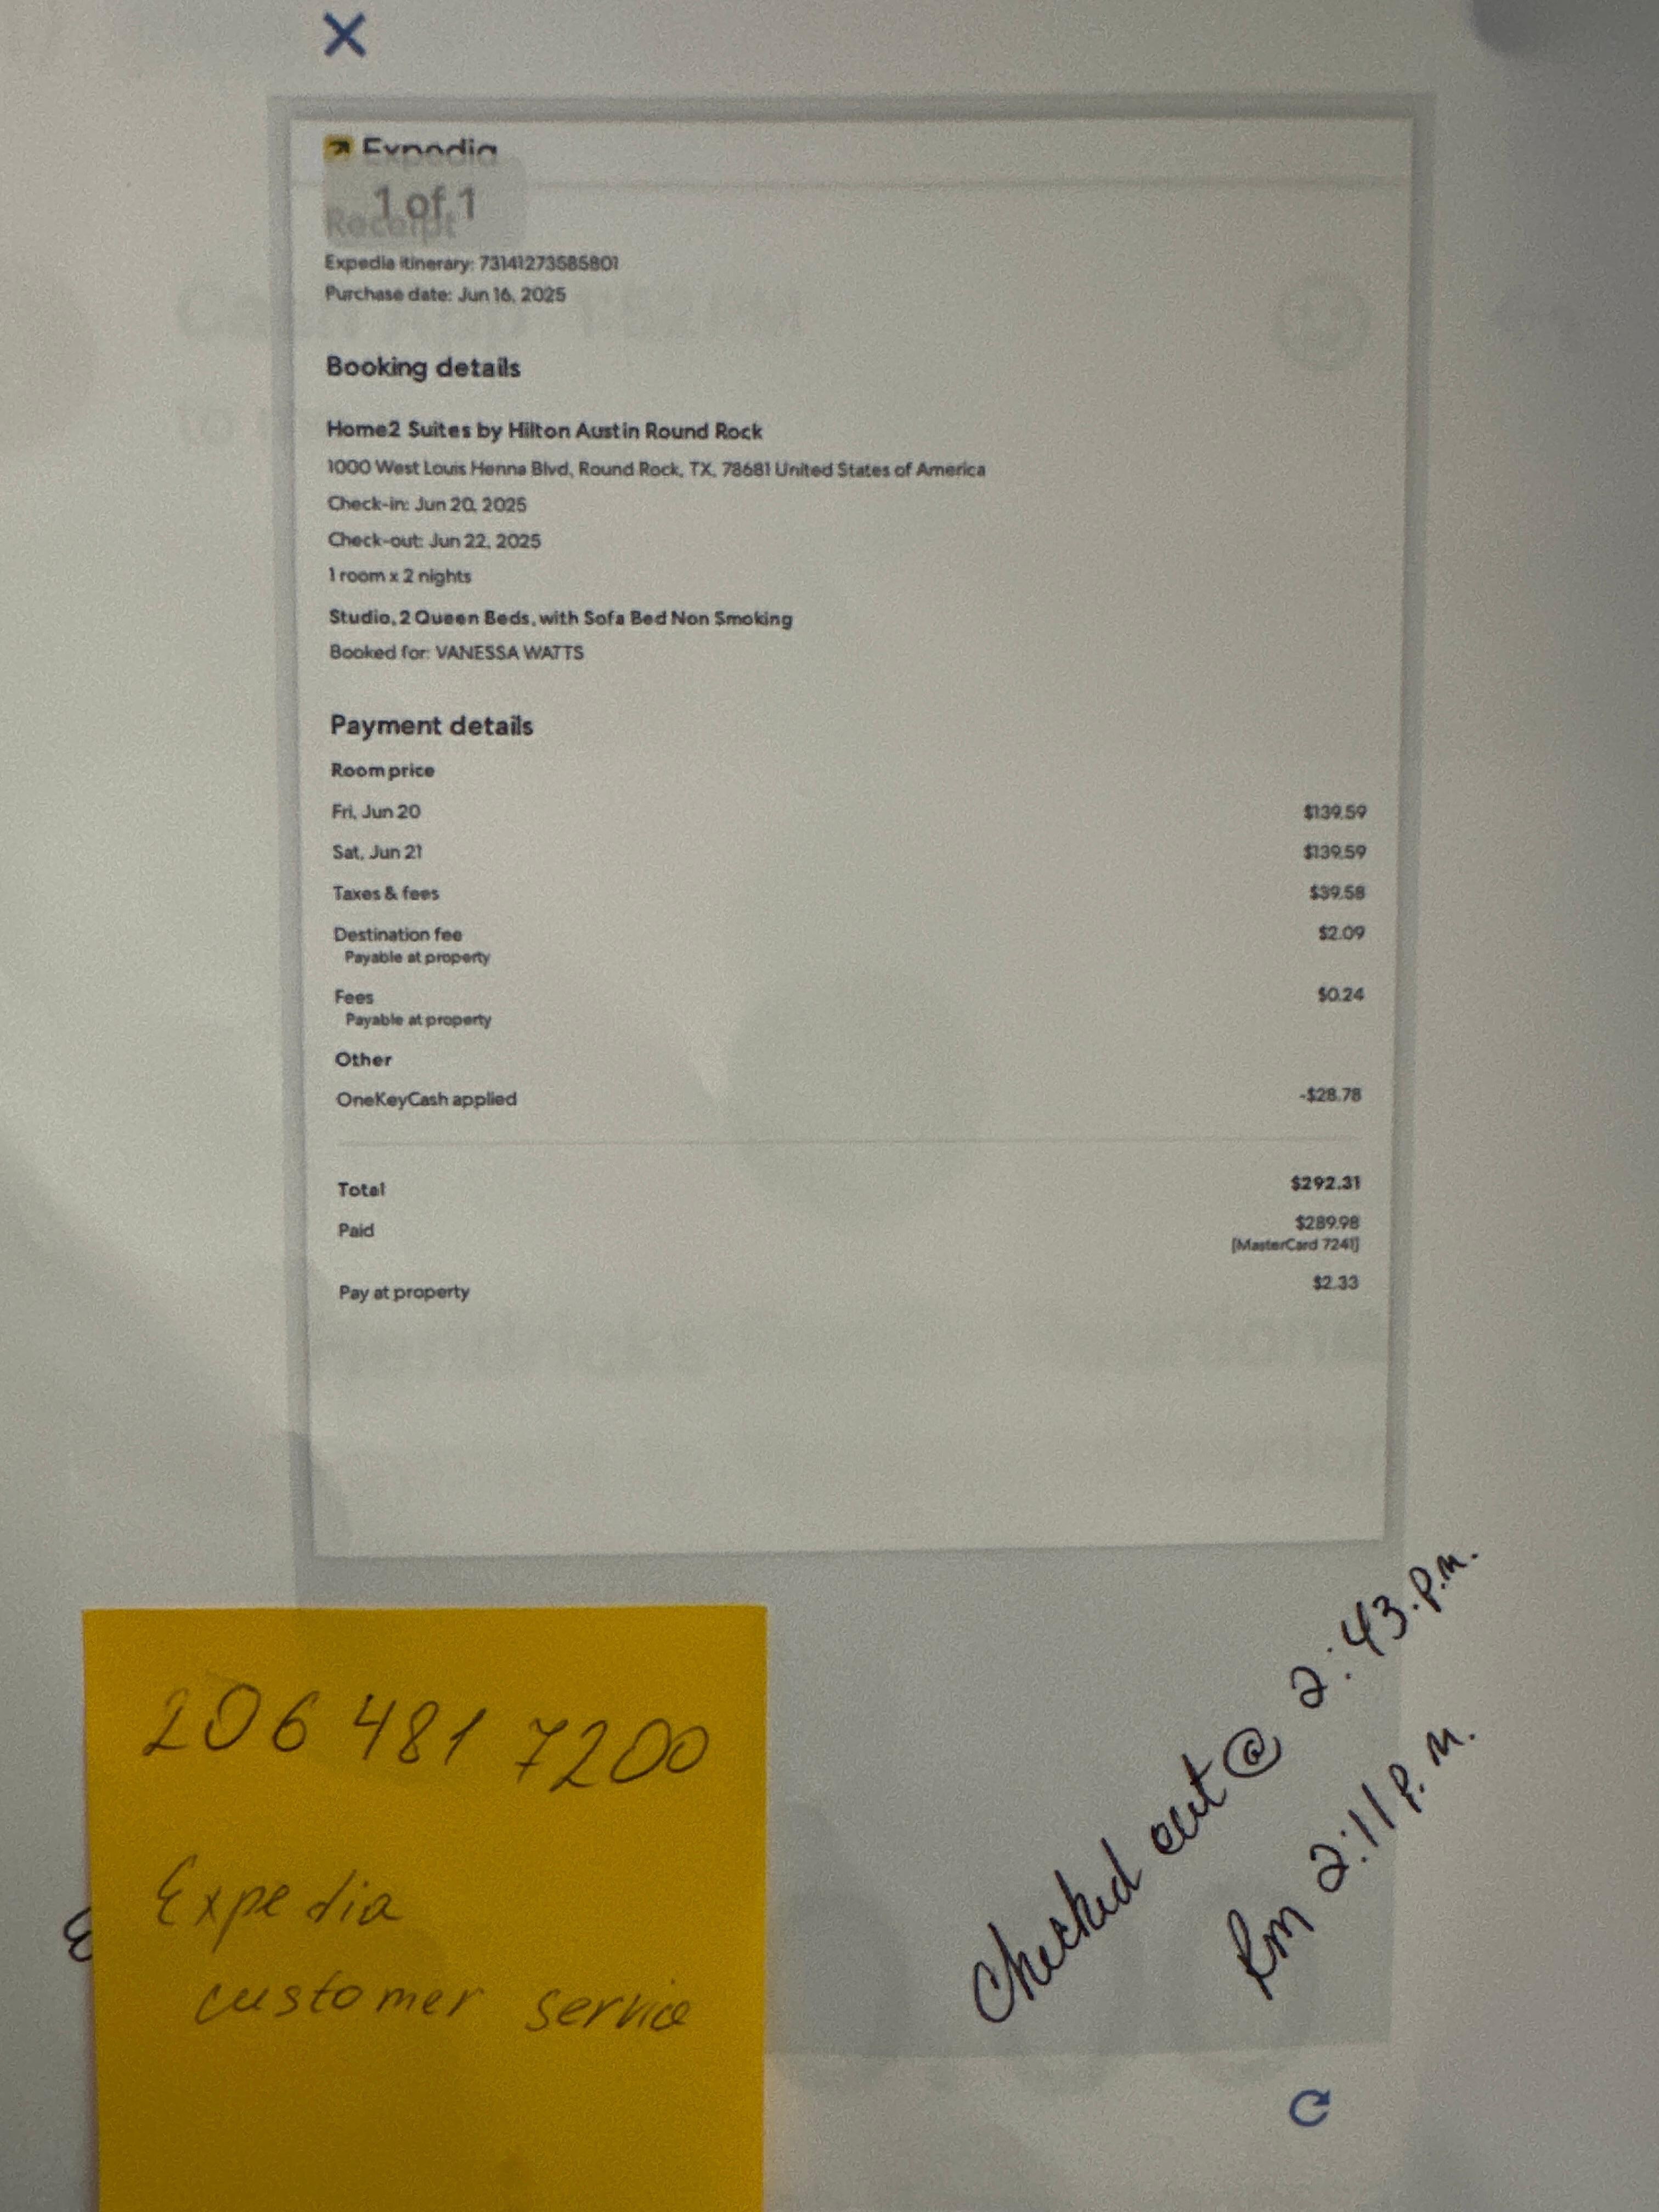 Expedia
1 of 1
Receipt
Expedia itinerary: 73141273585801
Purchase date: Jun 16, 2025
Booking details
Home2 Suites by Hilton Austin Round Rock
1000 West Louis Henna Blvd, Round Rock, TX, 78681 United States of America
Check-in: Jun 20, 2025
Check-out: Jun 22, 2025
1 room x 2 nights
Studio, 2 Queen Beds, with Sofa Bed Non Smoking
Booked for: VANESSA WATTS
Payment details
Room price
Fri, Jun 20 $139.59
Sat, Jun 21 $139.59
Taxes & fees $39.58
Destination fee $2.09
Payable at property
Fees $0.24
Payable at property
Other
OneKeyCash applied -$28.78
Total $292.31
Paid $289.98
[MasterCard 7241]
Pay at property $2.33
206 481 7200
Expedia
customer service
Checked out @ 2:43 P.M.
Rm 2:11 P.M.